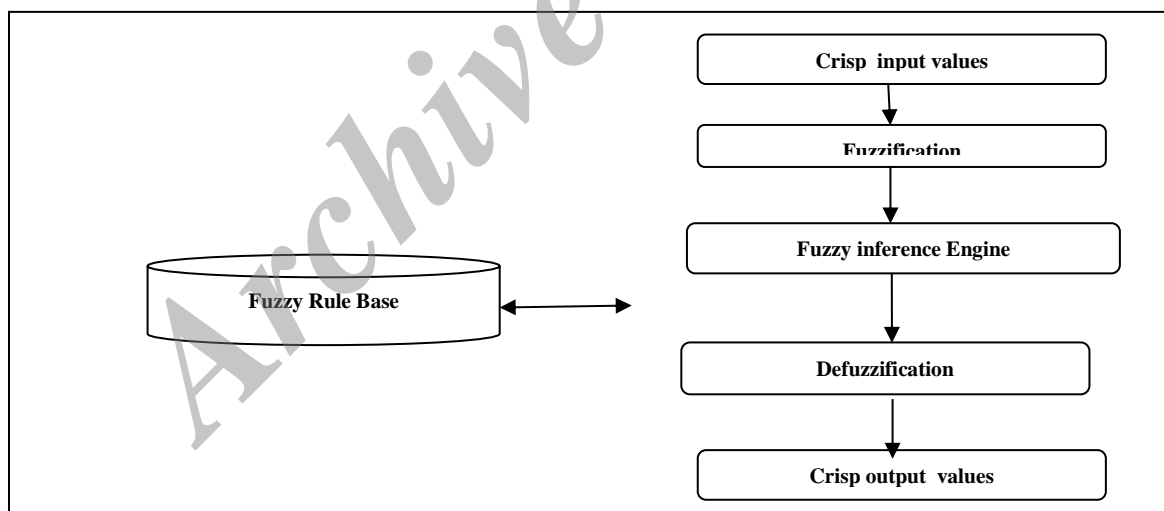 Crisp input values
Fuzzification
Fuzzy inference Engine
Fuzzy Rule Base
Defuzzification
Crisp output values
Archive